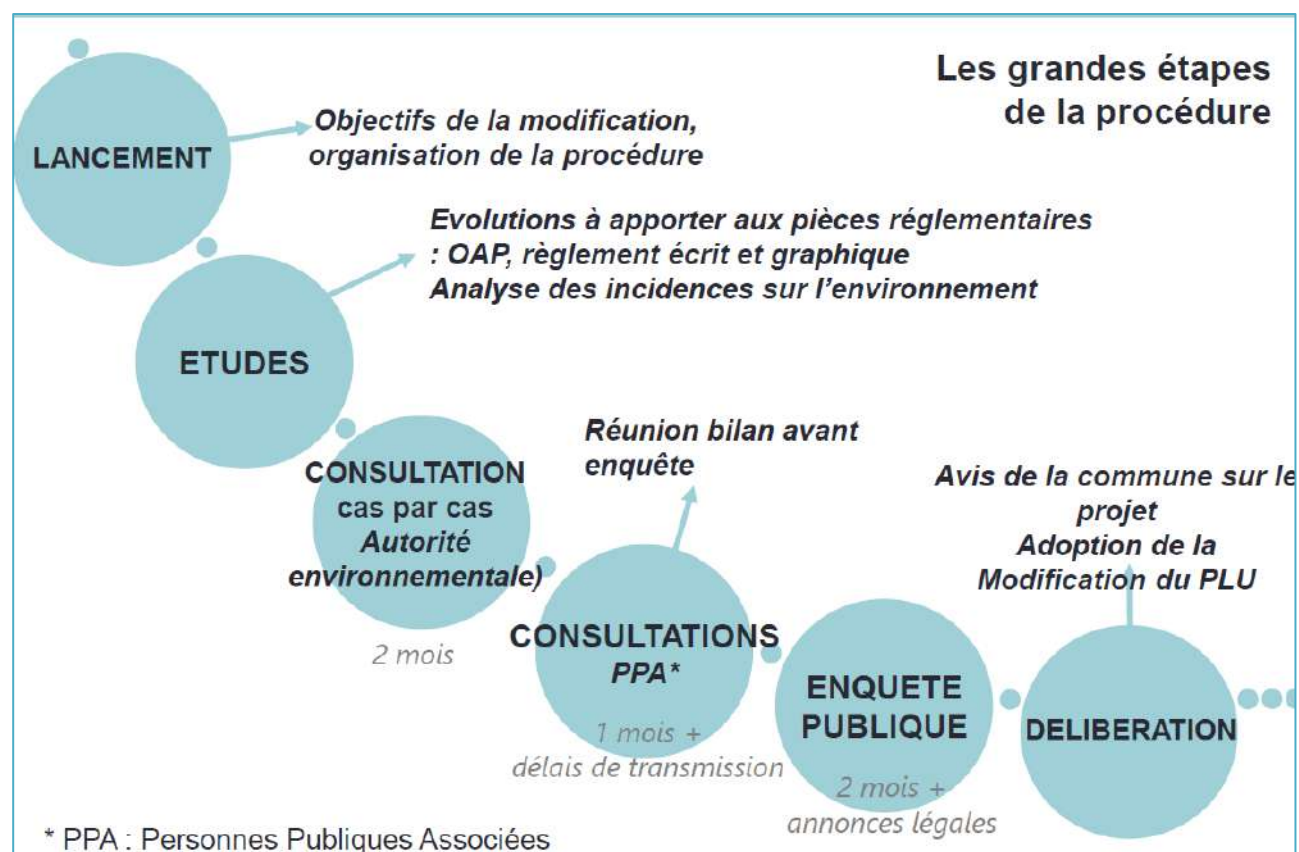 Les grandes étapes
de la procédure
LANCEMENT
Objectifs de la modification,
organisation de la procédure
ETUDES
Evolutions à apporter aux pièces réglementaires
: OAP, règlement écrit et graphique
Analyse des incidences sur l'environnement
CONSULTATION
cas par cas
Autorité
environnementale)
2 mois
Réunion bilan avant
enquête
CONSULTATIONS
PPA*
1 mois +
délais de transmission
ENQUETE
PUBLIQUE
2 mois +
annonces légales
Avis de la commune sur le
projet
Adoption de la
Modification du PLU
DELIBERATION
* PPA : Personnes Publiques Associées